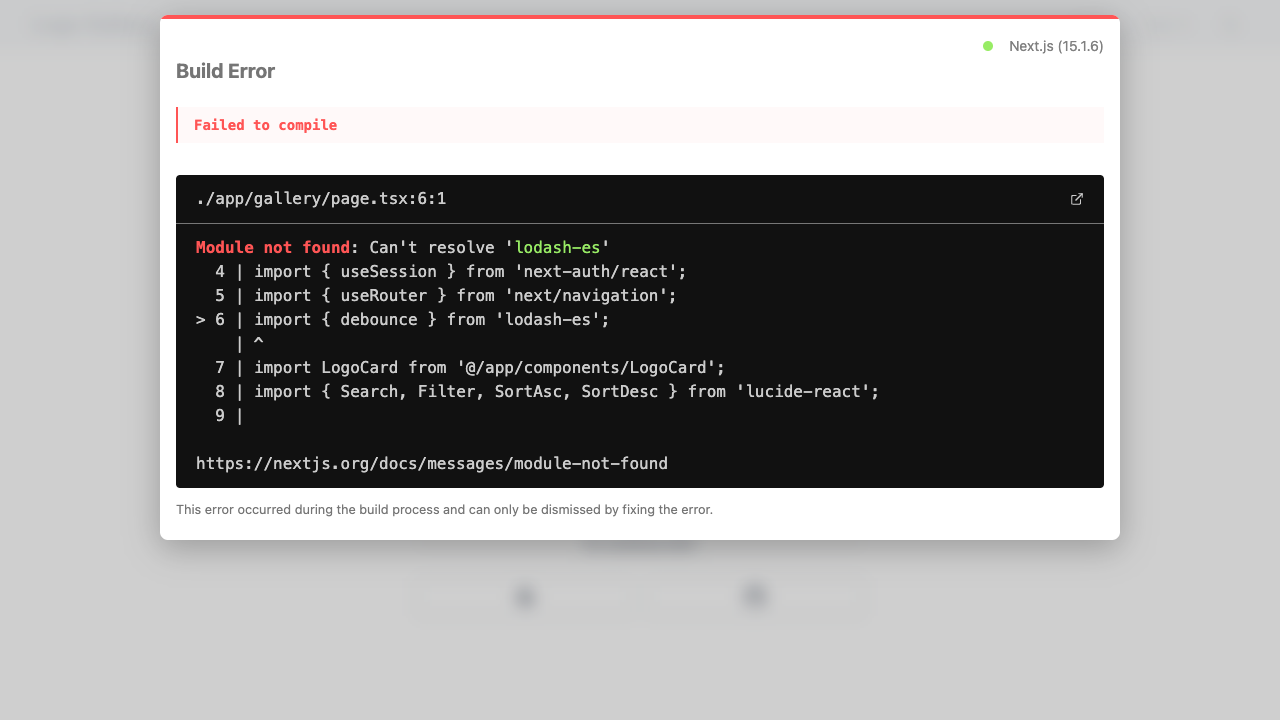 Next.js (15.1.6)
Build Error
Failed to compile
./app/gallery/page.tsx:6:1
Module not found: Can't resolve 'lodash-es'
  4 | import { useSession } from 'next-auth/react';
  5 | import { useRouter } from 'next/navigation';
> 6 | import { debounce } from 'lodash-es';
    | ^
  7 | import LogoCard from '@/app/components/LogoCard';
  8 | import { Search, Filter, SortAsc, SortDesc } from 'lucide-react';
  9 |
https://nextjs.org/docs/messages/module-not-found
This error occurred during the build process and can only be dismissed by fixing the error.